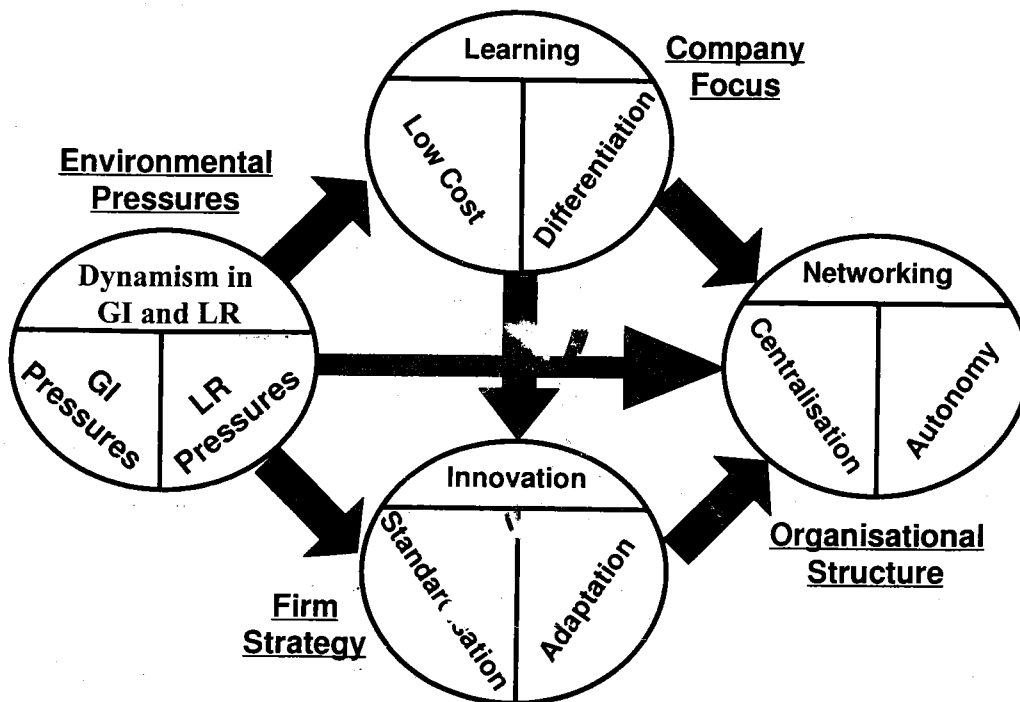 Learning
Low Cost
Differentiation
Company
Focus
Environmental
Pressures
Dynamism in
GI and LR
GI
Pressures
LR
Pressures
Networking
Centralisation
Autonomy
Innovation
Standardisation
Adaptation
Firm
Strategy
Organisational
Structure